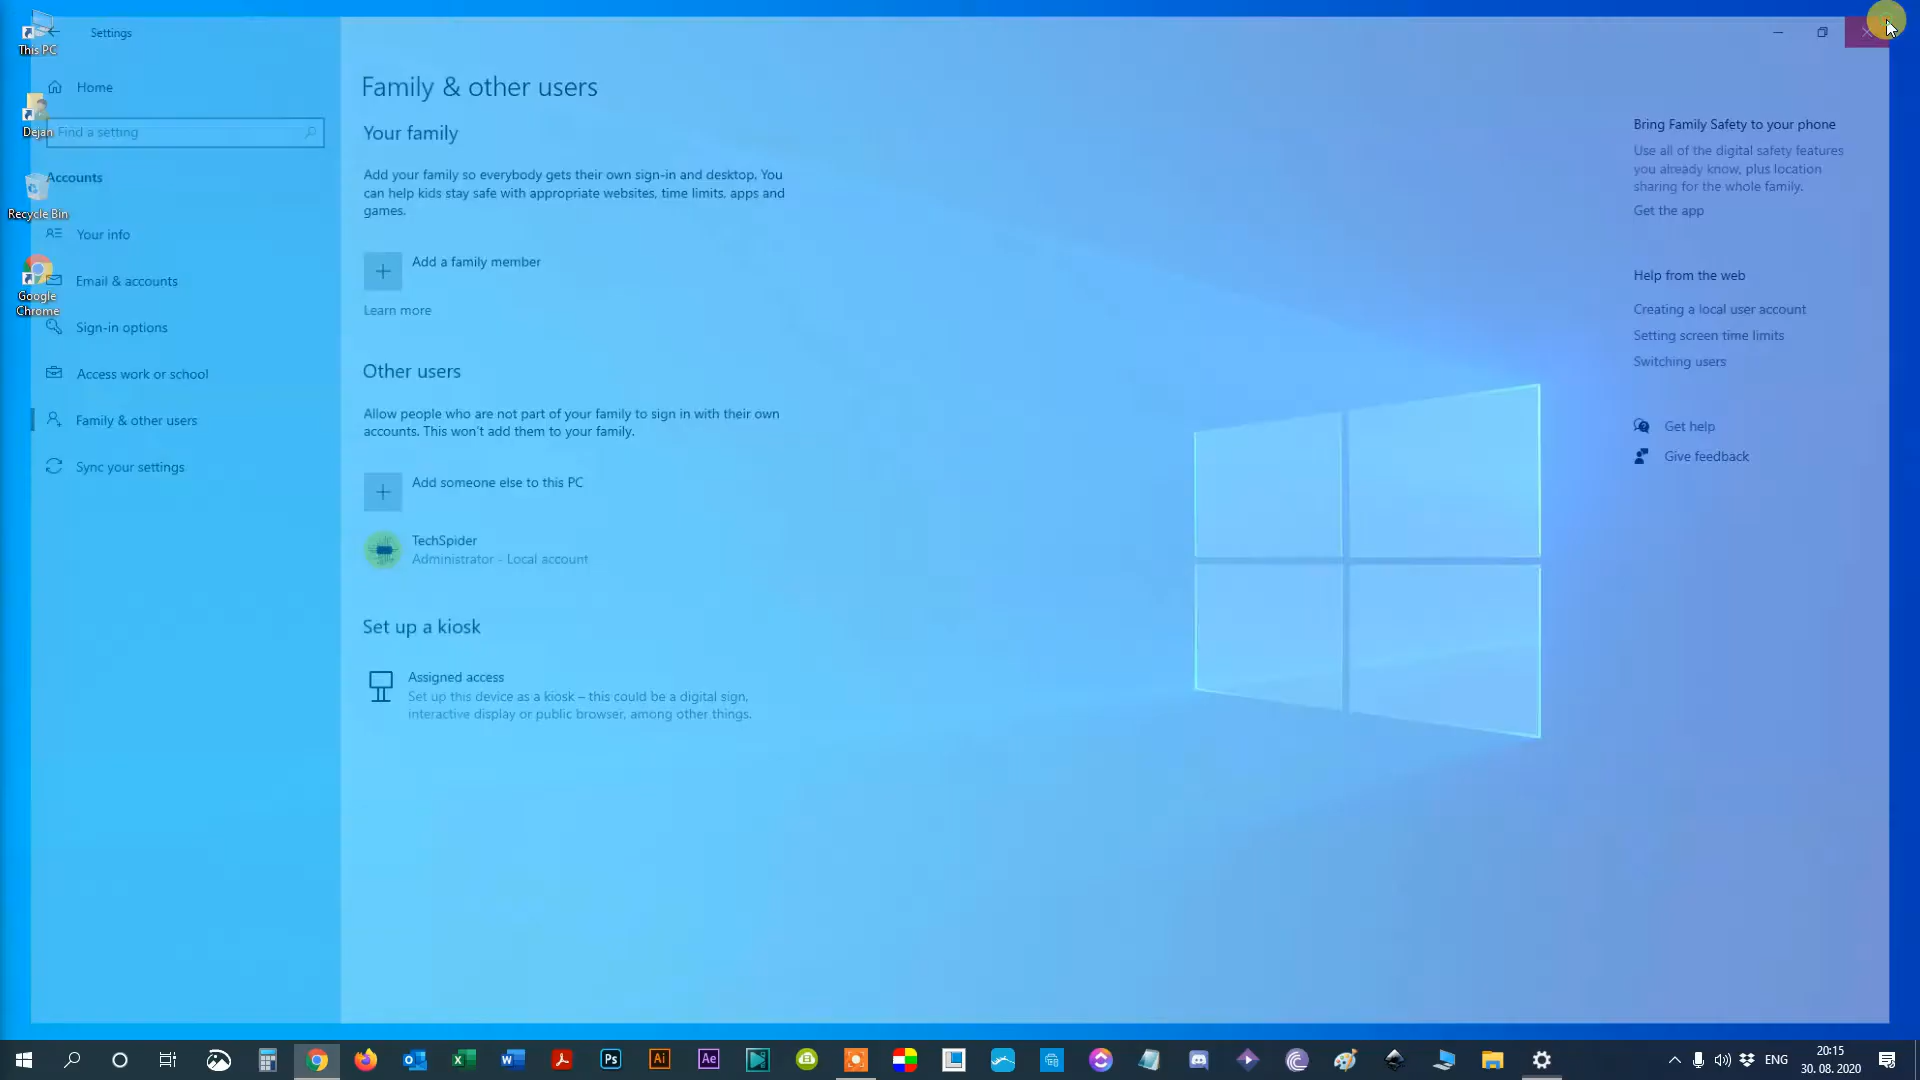 This PC
Dejan
Recycle Bin
Google
Chrome
Settings
Home
Find a setting
Accounts
Your info
Email & accounts
Sign-in options
Access work or school
Family & other users
Sync your settings
Family & other users
Your family
Add your family so everybody gets their own sign-in and desktop. You
can help kids stay safe with appropriate websites, time limits, apps and
games.
Add a family member
Learn more
Other users
Allow people who are not part of your family to sign in with their own
accounts. This won't add them to your family.
Add someone else to this PC
TechSpider
Administrator - Local account
Set up a kiosk
Assigned access
Set up this device as a kiosk – this could be a digital sign,
interactive display or public browser, among other things.
Bring Family Safety to your phone
Use all of the digital safety features
you already know, plus location
sharing for the whole family.
Get the app
Help from the web
Creating a local user account
Setting screen time limits
Switching users
Get help
Give feedback
Ps
Ai
Ae
ENG
20:15
30. 08. 2020